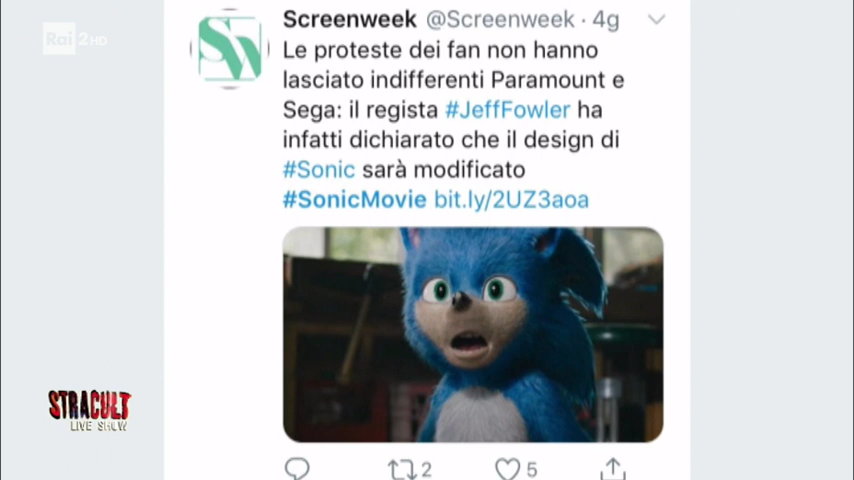 Rai 2 HD
Screenweek @Screenweek · 4g
Le proteste dei fan non hanno
lasciato indifferenti Paramount e
Sega: il regista #JeffFowler ha
infatti dichiarato che il design di
#Sonic sarà modificato
#SonicMovie bit.ly/2UZ3aoa
2
5
STRACULT
LIVE SHOW